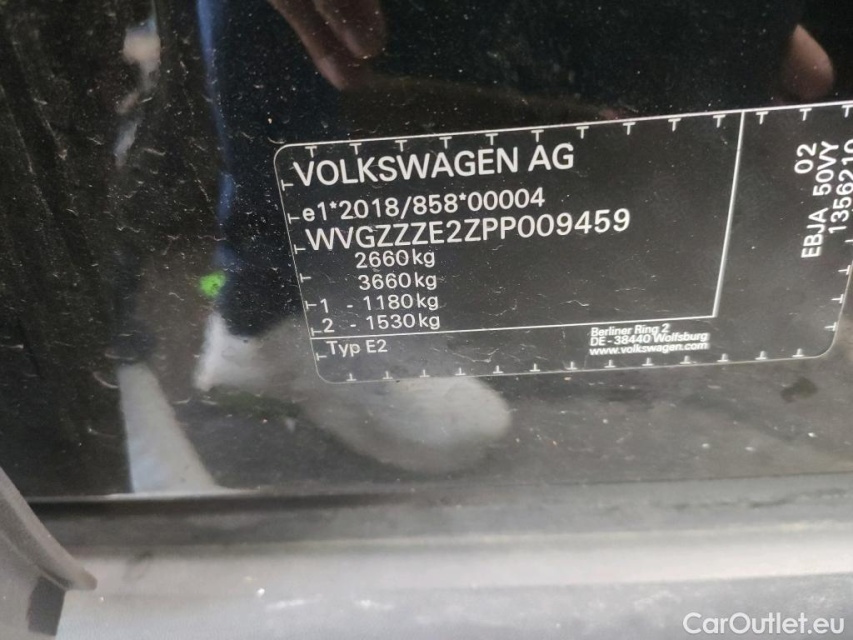 VOLKSWAGEN AG
e1*2018/858*00004
WVGZZZE2ZPP009459
2660kg
3660kg
1 - 1180kg
2 - 1530kg
Typ E2
Berliner Ring 2
DE - 38440 Wolfsburg
www.volkswagen.com
02
EBJA 50VY
1356210
CarOutlet.eu